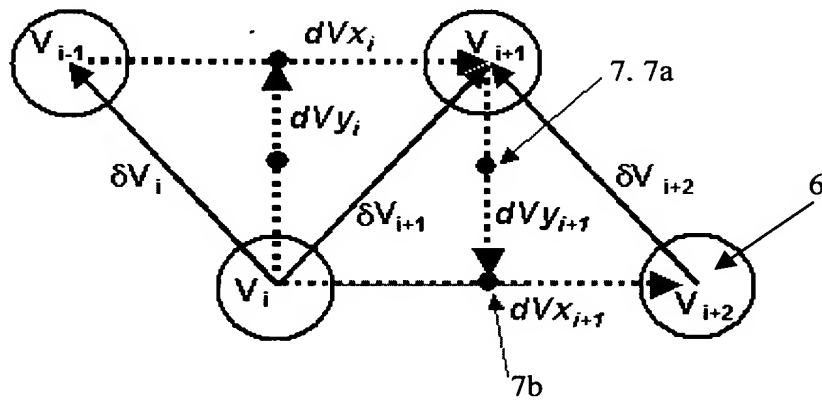 V i-1
dVx i
V i+1
7. 7a
dVy i
δV i
δV i+1
δV i+2
6
dVy i+1
V i
dVx i+1
V i+2
7b